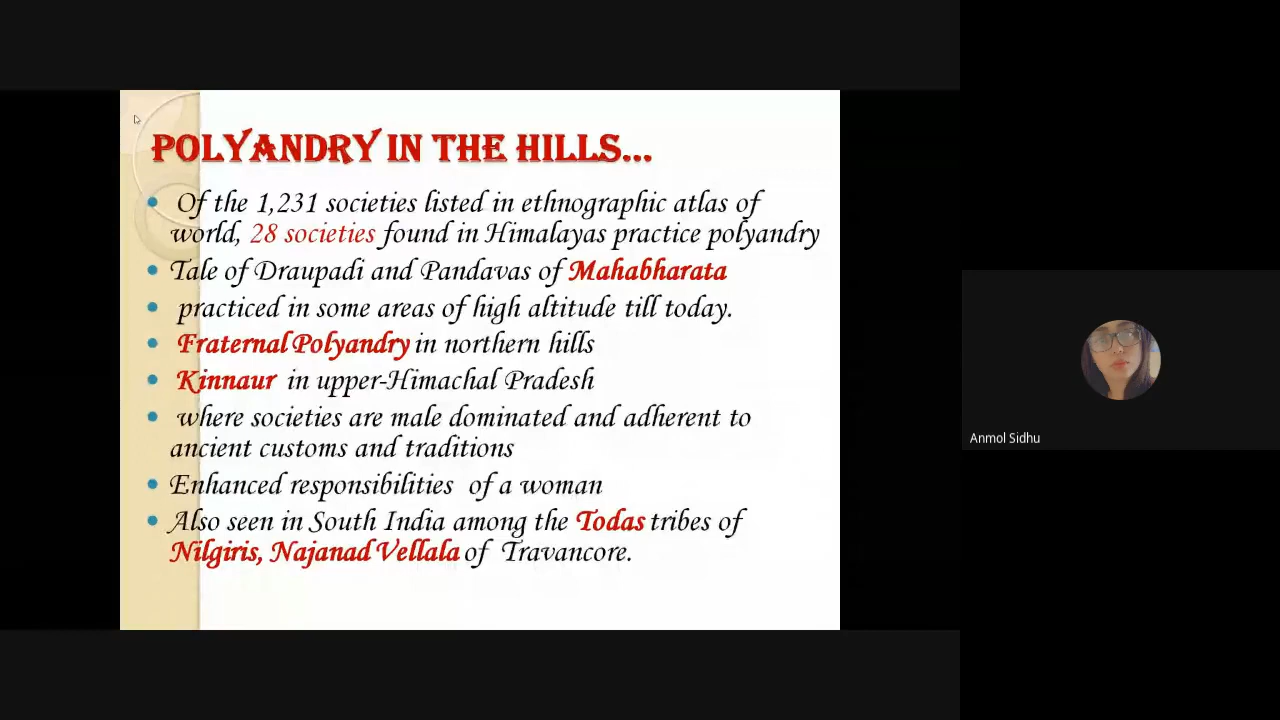 POLYANDRY IN THE HILLS...
Of the 1,231 societies listed in ethnographic atlas of
world, 28 societies found in Himalayas practice polyandry
Tale of Draupadi and Pandavas of Mahabharata
practiced in some areas of high altitude till today.
Fraternal Polyandry in northern hills
Kinnaur in upper-Himachal Pradesh
where societies are male dominated and adherent to
ancient customs and traditions
Enhanced responsibilities of a woman
Also seen in South India among the Todas tribes of
Nilgiris, Najanad Vellala of Travancore.
Anmol Sidhu